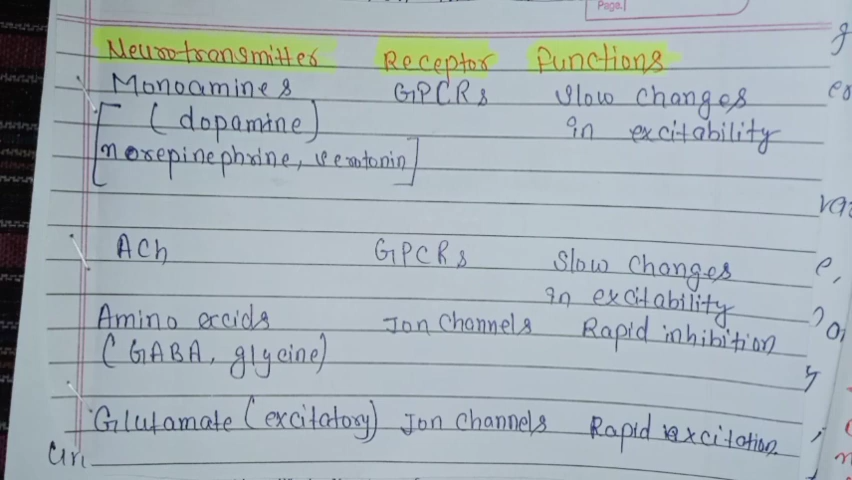 Page.
Neurotransmitter Receptor Functions
Monoamines GPCRs Slow changes
(dopamine) in excitability
norepinephrine, serotonin]
ACh GPCRs Slow changes
in excitability
Amino accids Ion Channels Rapid inhibition
(GABA, glycine)
Glutamate (excitatory) Ion Channels Rapid excitation